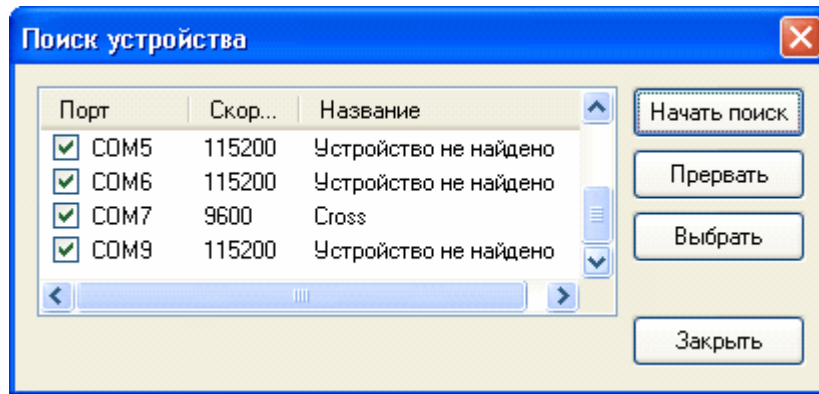 Поиск устройства
Порт Скор... Название
COM5 115200 Устройство не найдено
COM6 115200 Устройство не найдено
COM7 9600 Cross
COM9 115200 Устройство не найдено
Начать поиск
Прервать
Выбрать
Закрыть